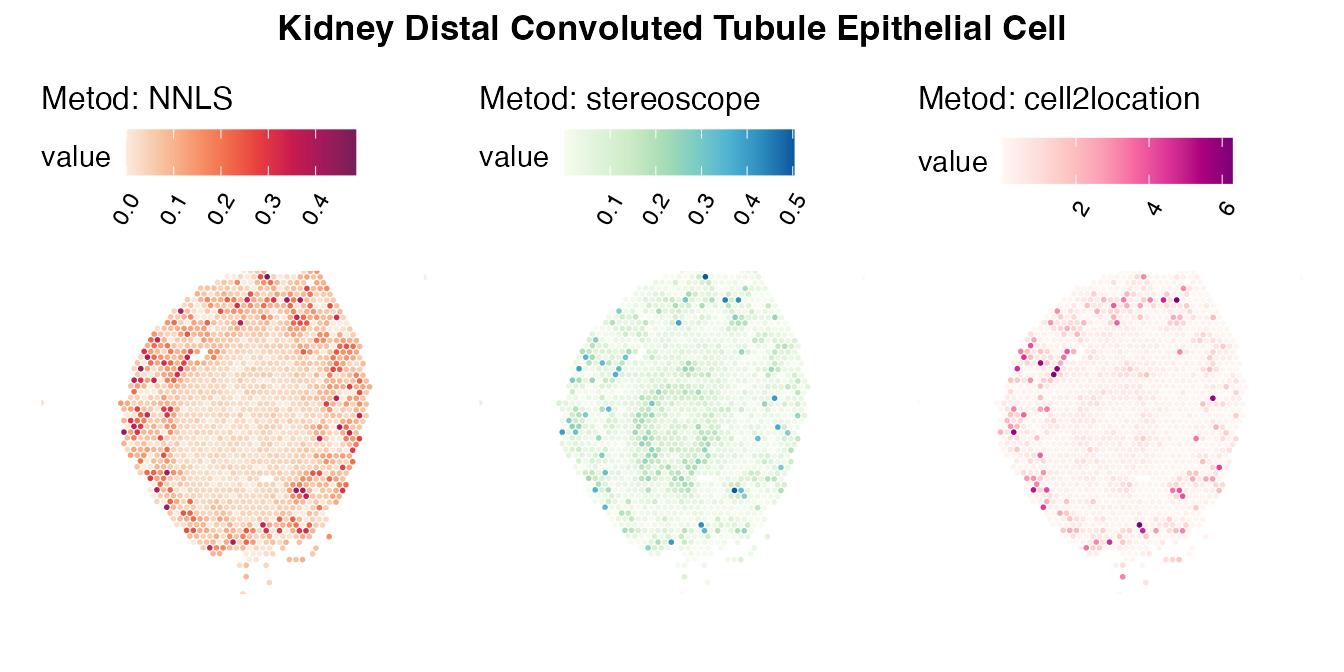 Kidney Distal Convoluted Tubule Epithelial Cell
Metod: NNLS
value
0.0 0.1 0.2 0.3 0.4
Metod: stereoscope
value
0.1 0.2 0.3 0.4 0.5
Metod: cell2location
value
2 4 6